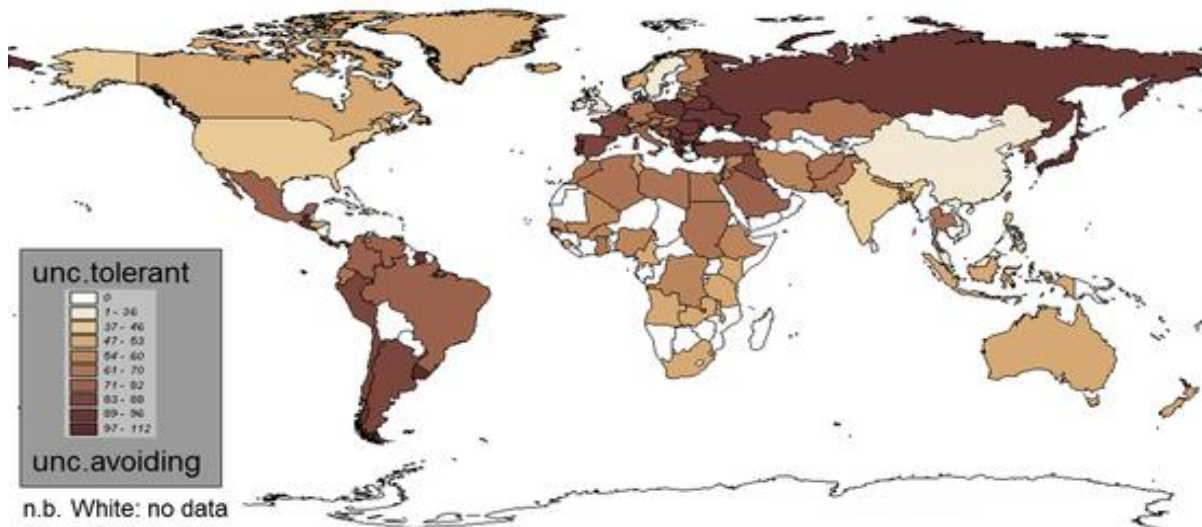 unc.tolerant
0
1 - 36
37 - 46
47 - 53
54 - 60
61 - 70
71 - 82
83 - 88
89 - 96
97 - 112
unc.avoiding
n.b. White: no data